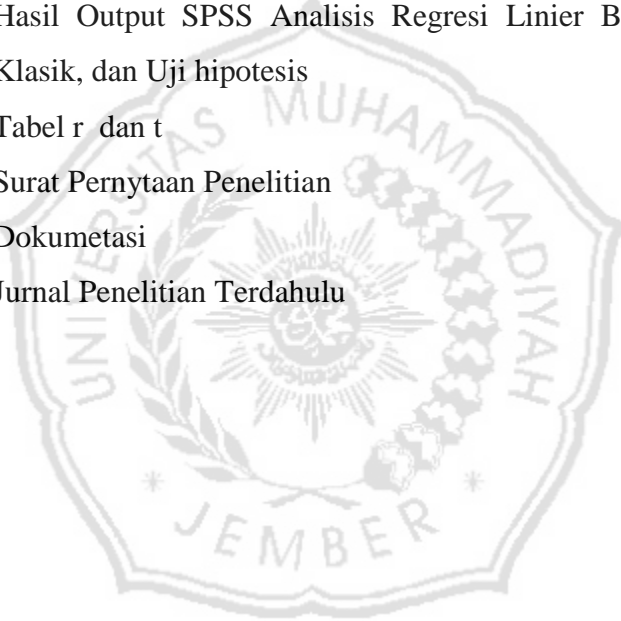 Hasil Output SPSS Analisis Regresi Linier B
Klasik, dan Uji hipotesis
Tabel r dan t
Surat Pernytaan Penelitian
Dokumetasi
Jurnal Penelitian Terdahulu
UNIVERSITAS MUHAMMADIYAH
JEMBER